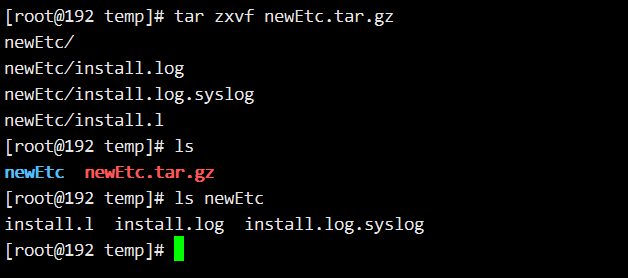 [root@192 temp]# tar zxvf newEtc.tar.gz
newEtc/
newEtc/install.log
newEtc/install.log.syslog
newEtc/install.l
[root@192 temp]# ls
newEtc  newEtc.tar.gz
[root@192 temp]# ls newEtc
install.l  install.log  install.log.syslog
[root@192 temp]#